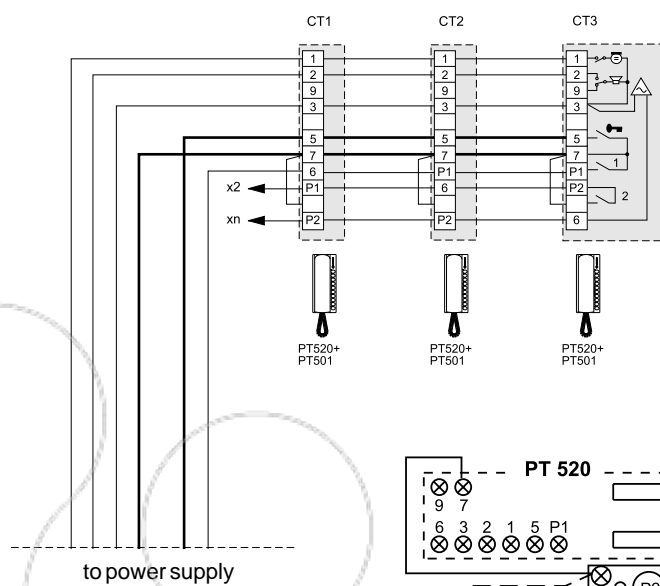 CT1 CT2 CT3
1 1 1
2 2 2
9 9 9
3 3 3
5 5 5
7 7 7
6 P1 P1 1
x2 P1 6 P2 2
xn P2 P2 6
PT520+ PT520+ PT520+
PT501 PT501 PT501
PT 520
9 7
6 3 2 1 5 P1
to power supply